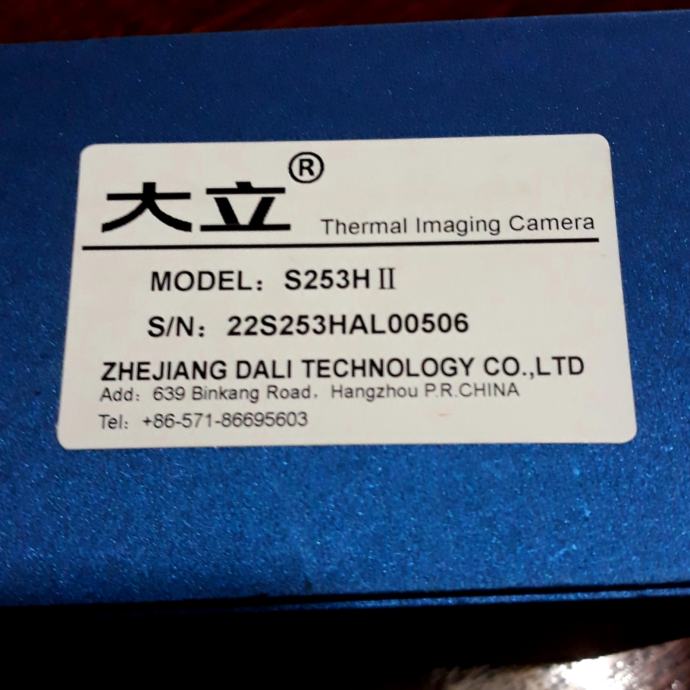 大立®
Thermal Imaging Camera
MODEL: S253HⅡ
S/N: 22S253HAL00506
ZHEJIANG DALI TECHNOLOGY CO.,LTD
Add: 639 Binkang Road, Hangzhou P.R.CHINA
Tel: +86-571-86695603